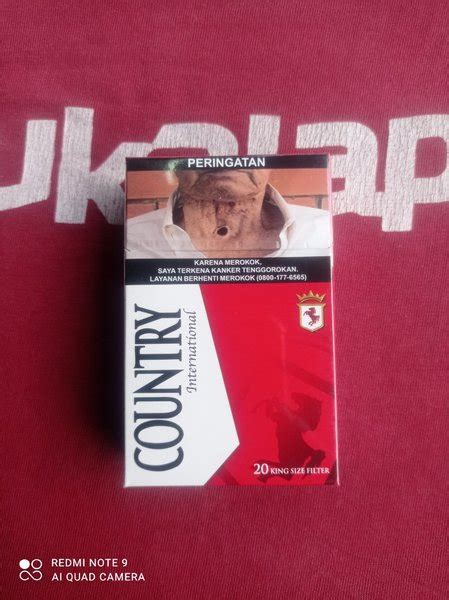 ukalap
PERINGATAN
KARENA MEROKOK,
SAYA TERKENA KANKER TENGGOROKAN.
LAYANAN BERHENTI MEROKOK (0800-177-6565)
COUNTRY
International
20 KING SIZE FILTER
REDMI NOTE 9
AI QUAD CAMERA